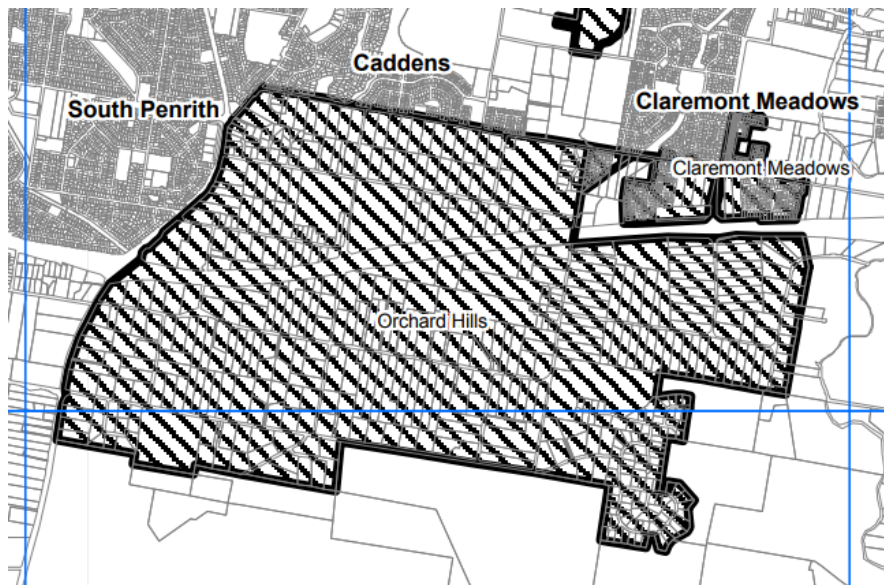 Caddens
Claremont Meadows
South Penrith
Claremont Meadows
Orchard Hills